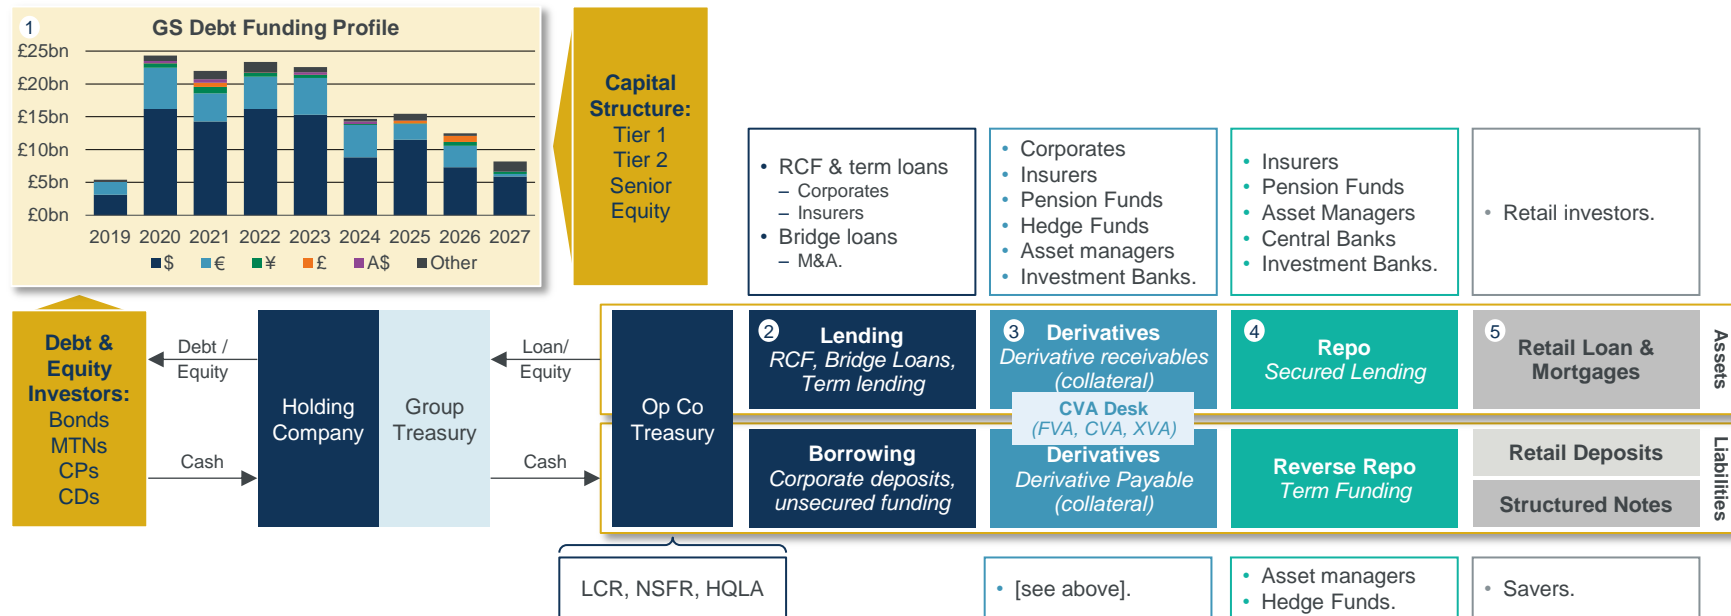 1
GS Debt Funding Profile
£25bn
£20bn
£15bn
£10bn
£5bn
£0bn
2019 2020 2021 2022 2023 2024 2025 2026 2027
$ € ¥ £ A$ Other
Capital
Structure:
Tier 1
Tier 2
Senior
Equity
• RCF & term loans
– Corporates
– Insurers
• Bridge loans
– M&A.
• Corporates
• Insurers
• Pension Funds
• Hedge Funds
• Asset managers
• Investment Banks.
• Insurers
• Pension Funds
• Asset Managers
• Central Banks
• Investment Banks.
• Retail investors.
Debt &
Equity
Investors:
Bonds
MTNs
CPs
CDs
Debt /
Equity
Cash
Holding
Company
Group
Treasury
Loan/
Equity
Cash
Op Co
Treasury
2
Lending
RCF, Bridge Loans,
Term lending
3
Derivatives
Derivative receivables
(collateral)
4
Repo
Secured Lending
5
Retail Loan &
Mortgages
Assets
CVA Desk
(FVA, CVA, XVA)
Borrowing
Corporate deposits,
unsecured funding
Derivatives
Derivative Payable
(collateral)
Reverse Repo
Term Funding
Retail Deposits
Structured Notes
Liabilities
LCR, NSFR, HQLA
• [see above].
• Asset managers
• Hedge Funds.
• Savers.